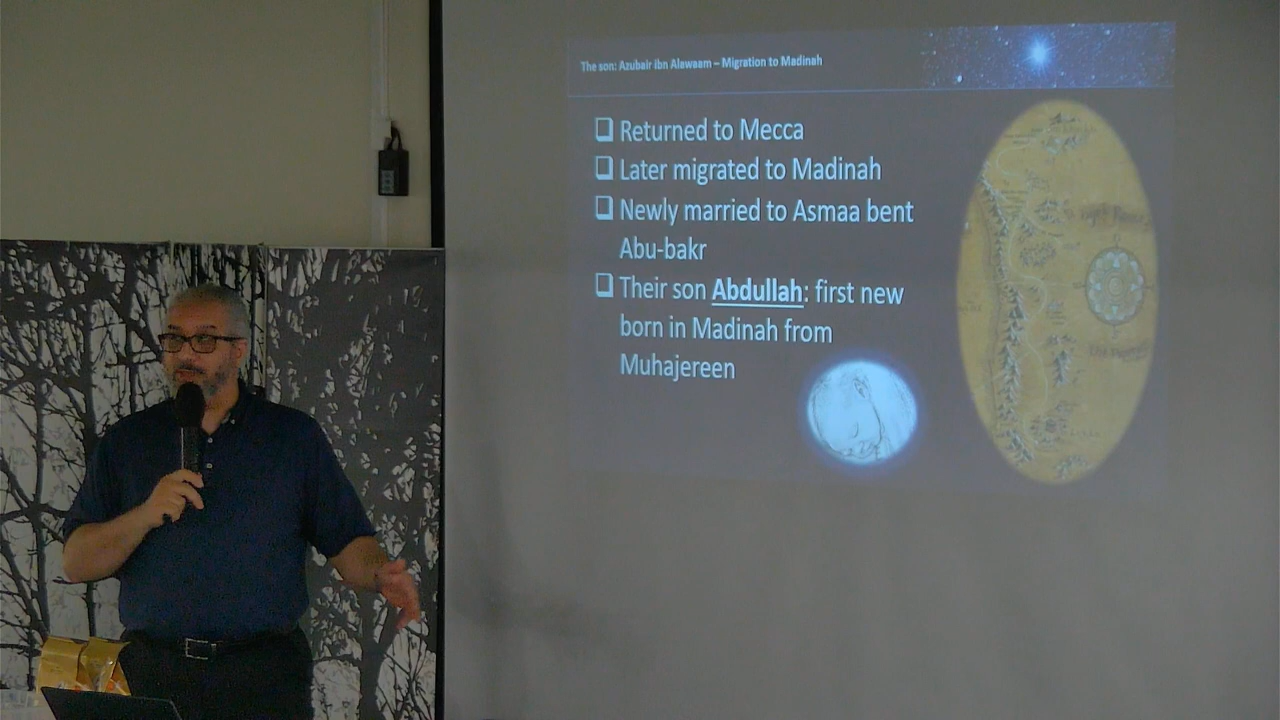 The son: Azubair ibn Alawaam – Migration to Madinah
❑ Returned to Mecca
❑ Later migrated to Madinah
❑ Newly married to Asmaa bent
Abu-bakr
❑ Their son Abdullah: first new
born in Madinah from
Muhajereen